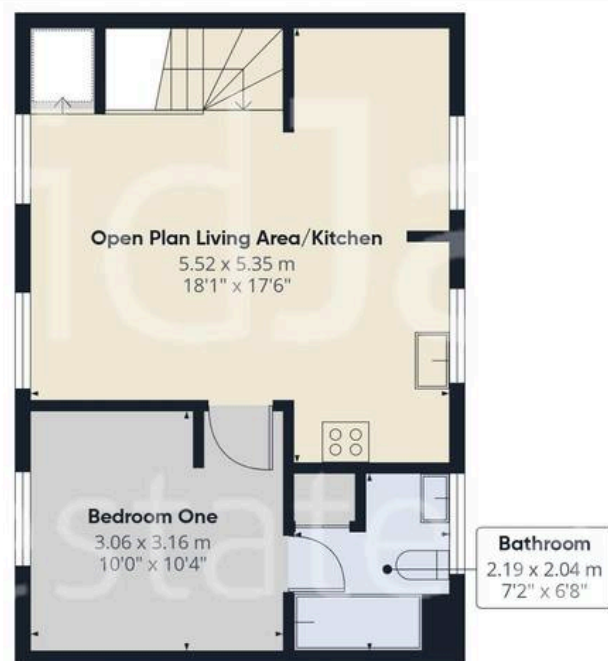 Open Plan Living Area/Kitchen
5.52 x 5.35 m
18'1" x 17'6"
Bedroom One
3.06 x 3.16 m
10'0" x 10'4"
Bathroom
2.19 x 2.04 m
7'2" x 6'8"